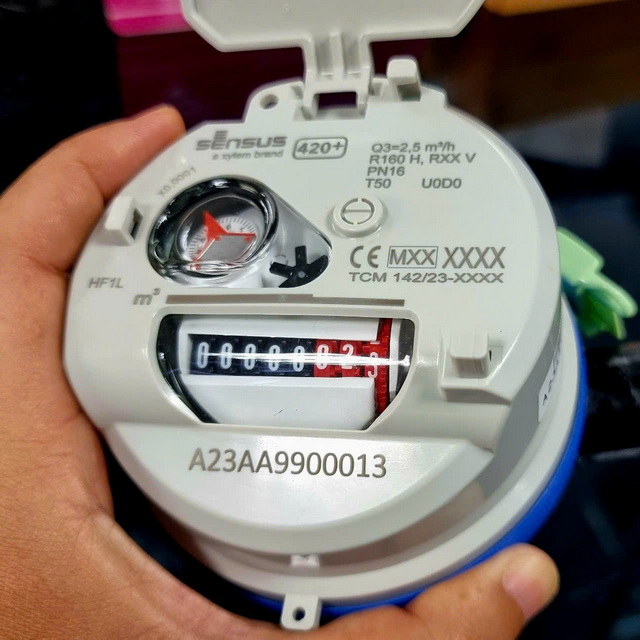 sensus
a xylem brand
420+
Q3=2,5 m³/h
R160 H, RXX V
PN16
T50 U0D0
X0,0001
CE MXX XXXX
TCM 142/23-XXXX
HF1L
m³
00000023
A23AA9900013